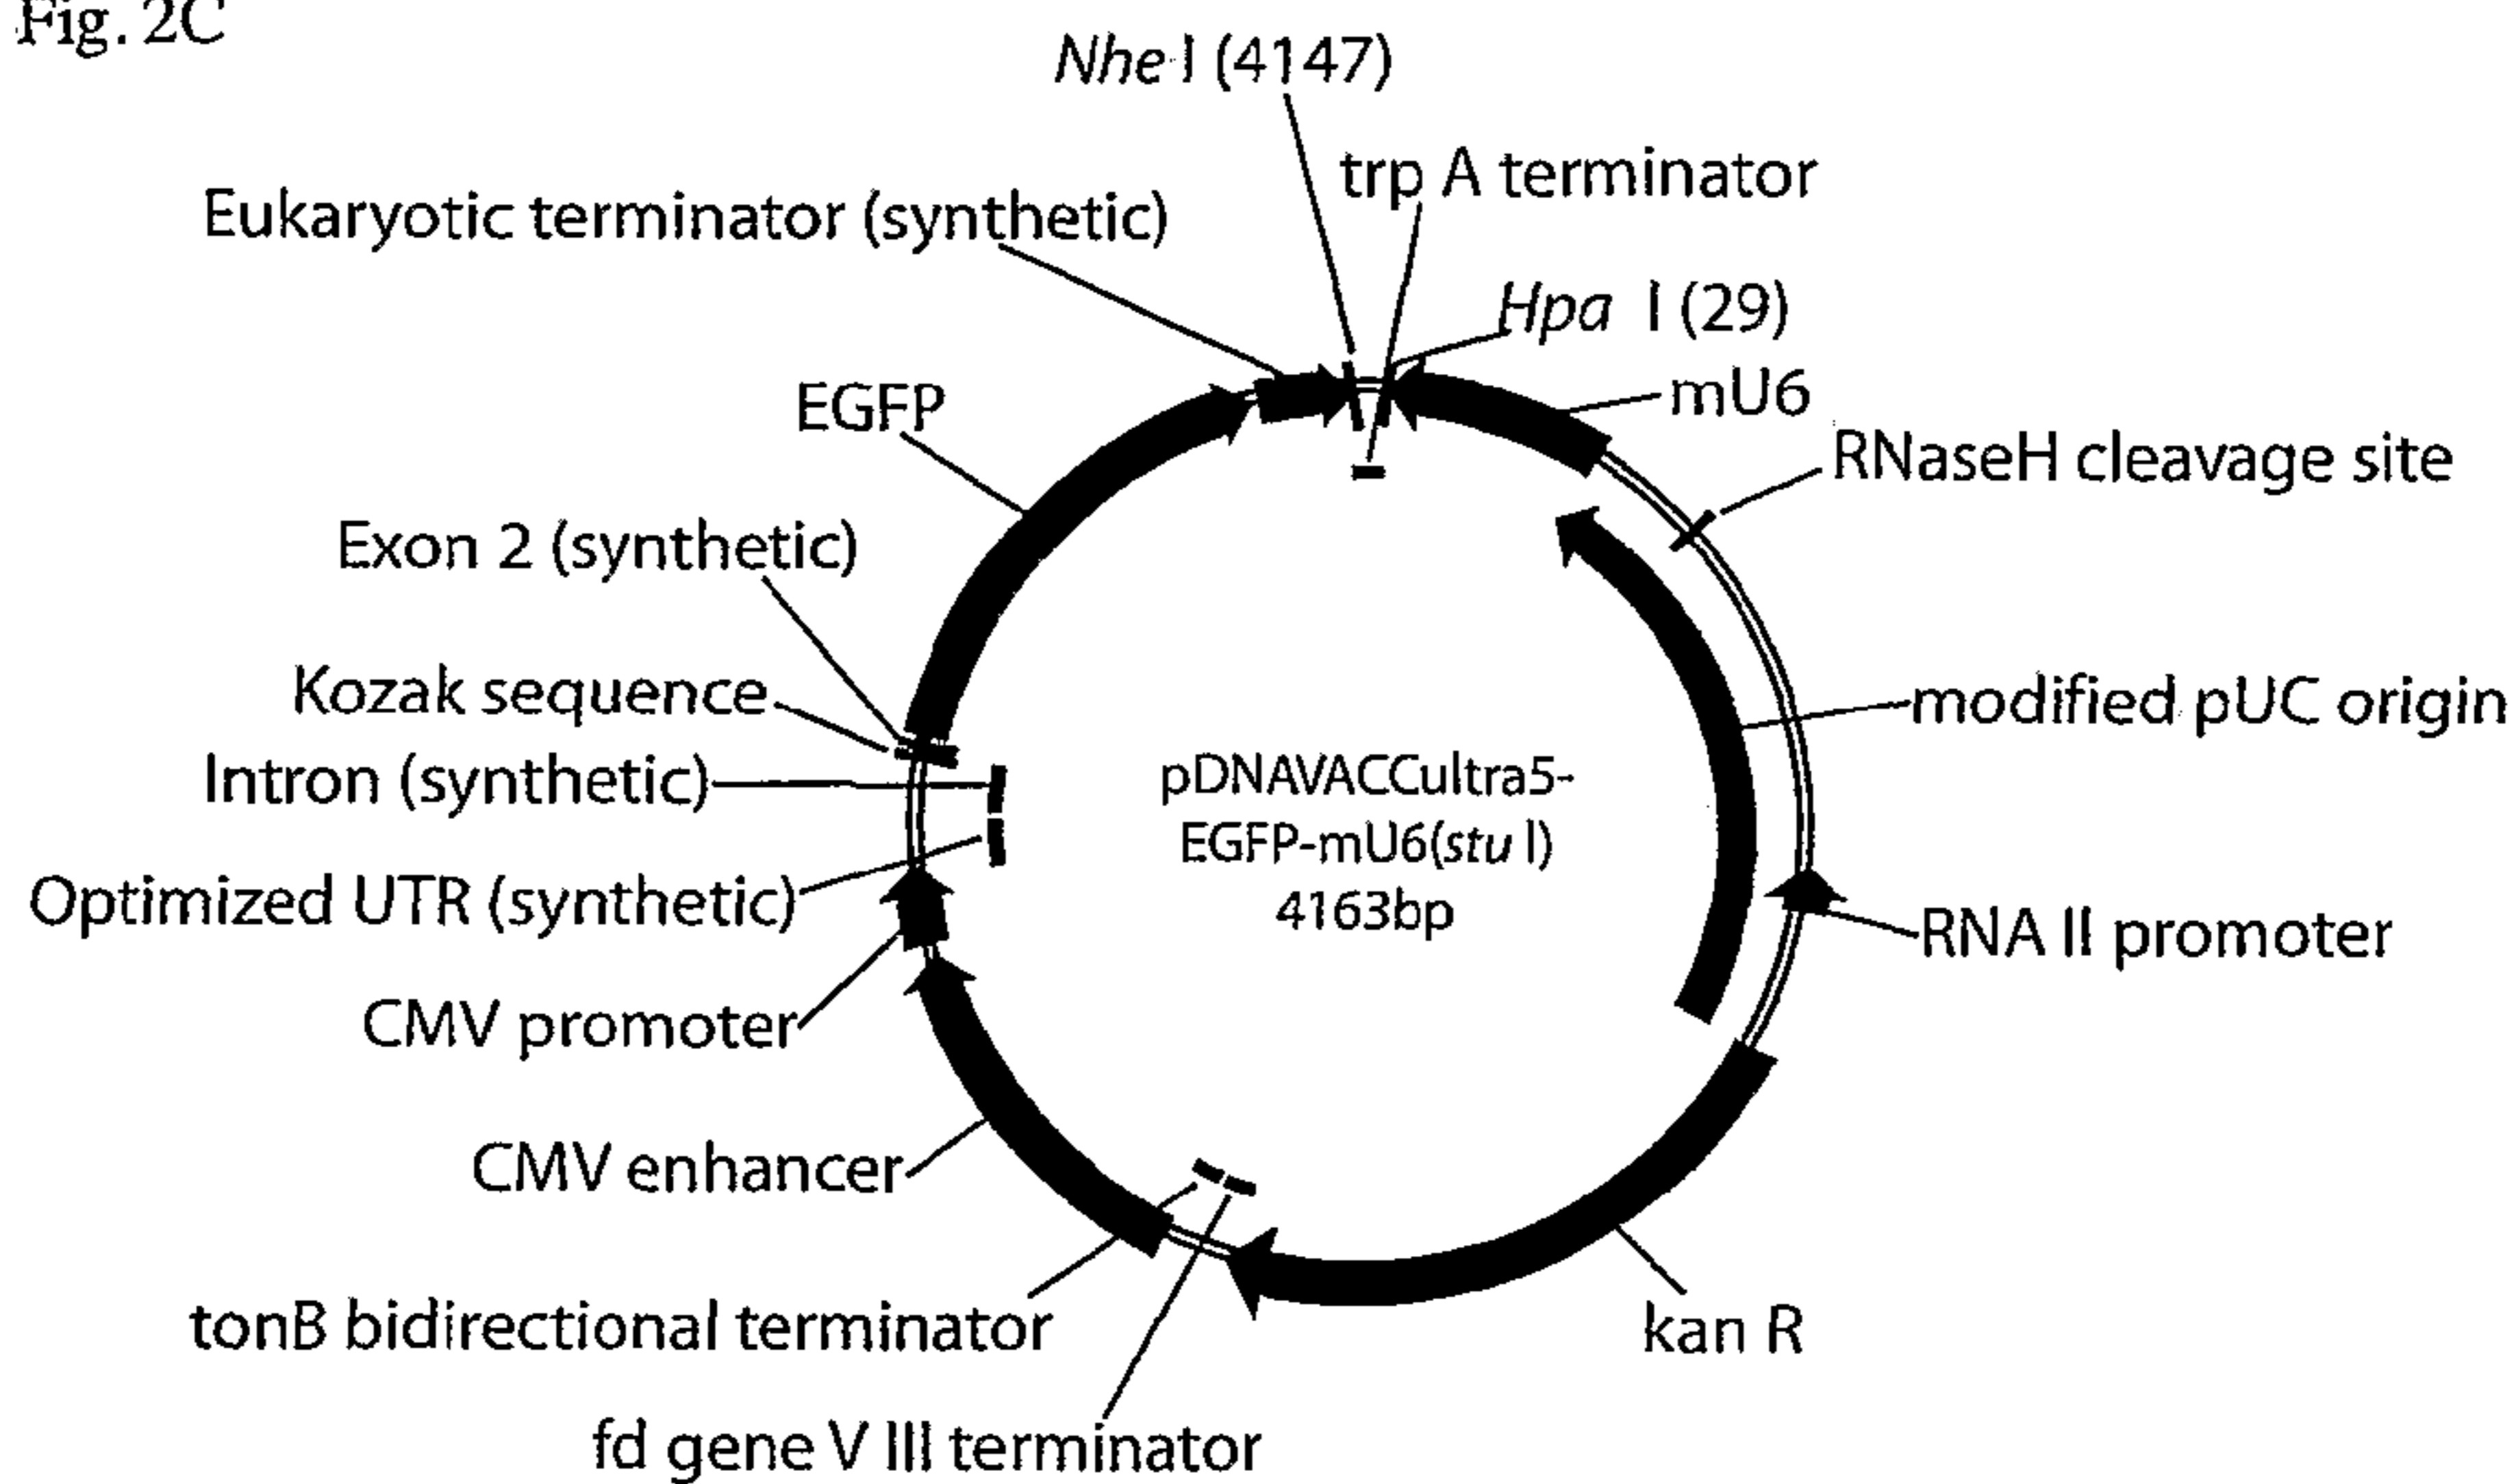 Fig. 2C
Nhe I (4147)
trp A terminator
Eukaryotic terminator (synthetic)
Hpa I (29)
mU6
EGFP
RNaseH cleavage site
Exon 2 (synthetic)
Kozak sequence
modified pUC origin
Intron (synthetic)
pDNAVACCultra5-
EGFP-mU6(stu I)
4163bp
Optimized UTR (synthetic)
RNA II promoter
CMV promoter
CMV enhancer
tonB bidirectional terminator
kan R
fd gene V III terminator